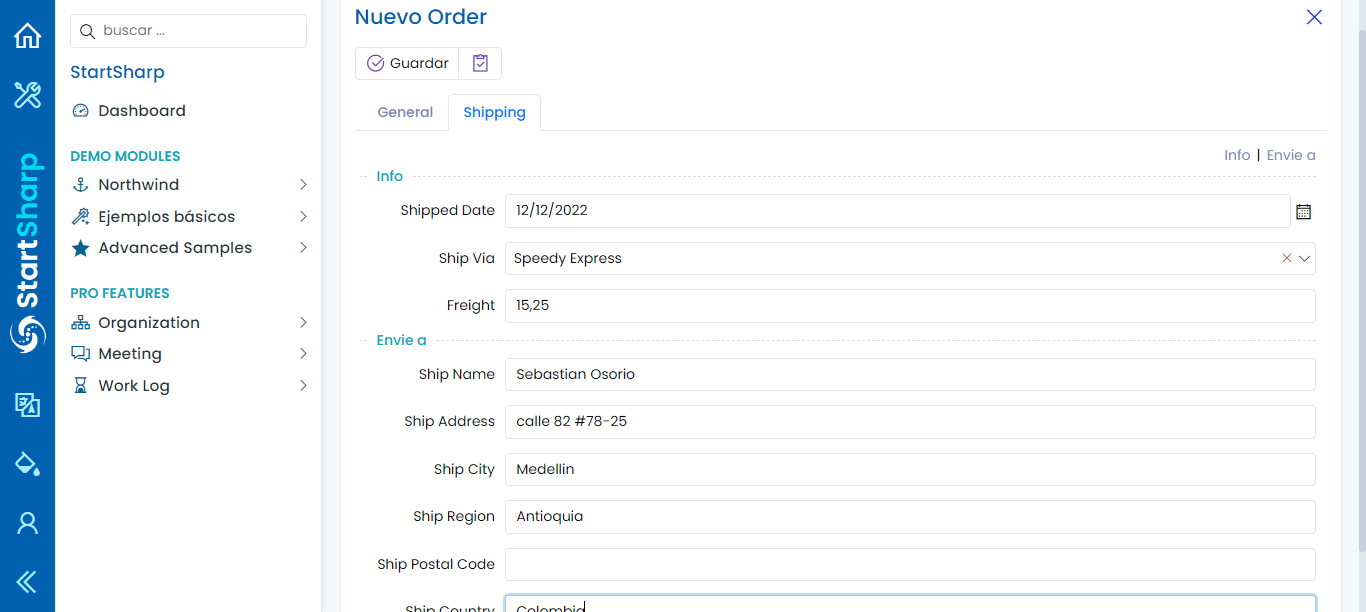 Nuevo Order
buscar ...
Guardar
StartSharp
Dashboard
General
Shipping
DEMO MODULES
Info | Envie a
Northwind
Info
Ejemplos básicos
Shipped Date 12/12/2022
Advanced Samples
Ship Via Speedy Express
PRO FEATURES
Freight 15,25
Organization
Envie a
Meeting
Ship Name Sebastian Osorio
Work Log
Ship Address calle 82 #78-25
Ship City Medellin
Ship Region Antioquia
Ship Postal Code
Ship Country Colombia
StartSharp